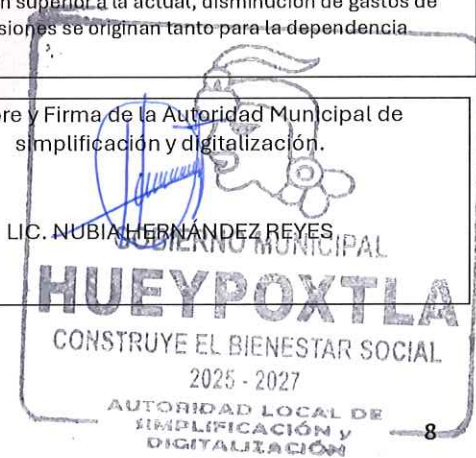 n superior a la actual, disminución de gastos de
siones se originan tanto para la dependencia
re y Firma de la Autoridad Municipal de
simplificación y digitalización.
LIC. NUBIA HERNÁNDEZ REYES
GOBIERNO MUNICIPAL
HUEYPOXTLA
CONSTRUYE EL BIENESTAR SOCIAL
2025 - 2027
AUTORIDAD LOCAL DE
SIMPLIFICACIÓN y
DIGITALIZACIÓN
8